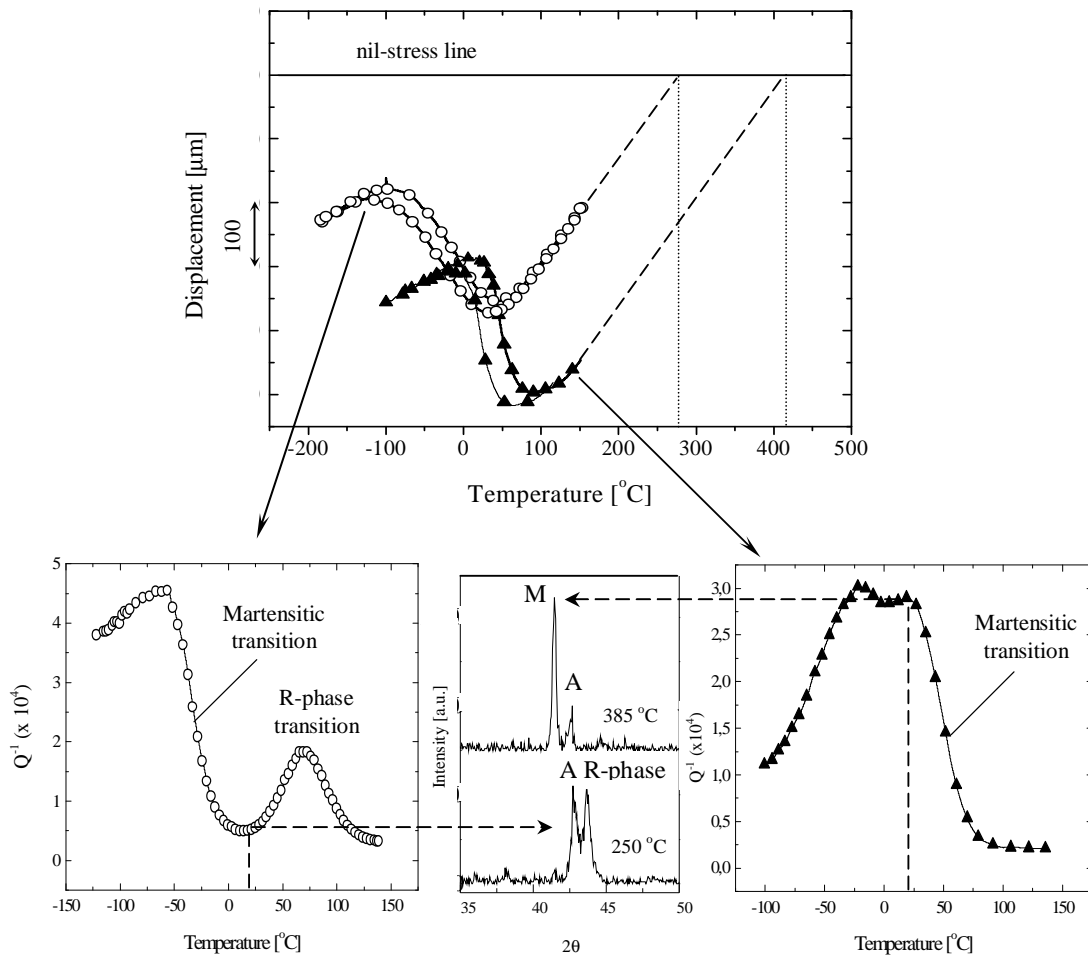 nil-stress line
Displacement [µm]
100
-200 -100 0 100 200 300 400 500
Temperature [°C]
5
4
3
2
1
0
Q⁻¹ (x 10⁴)
Martensitic
transition
R-phase
transition
-150 -100 -50 0 50 100 150
Temperature [°C]
Intensity [a.u.]
M
A
385 °C
A R-phase
250 °C
35 40 45 50
2θ
3,0
2,5
2,0
1,5
1,0
0,5
0,0
Q⁻¹ (x10⁴)
Martensitic
transition
-100 -50 0 50 100 150
Temperature [°C]